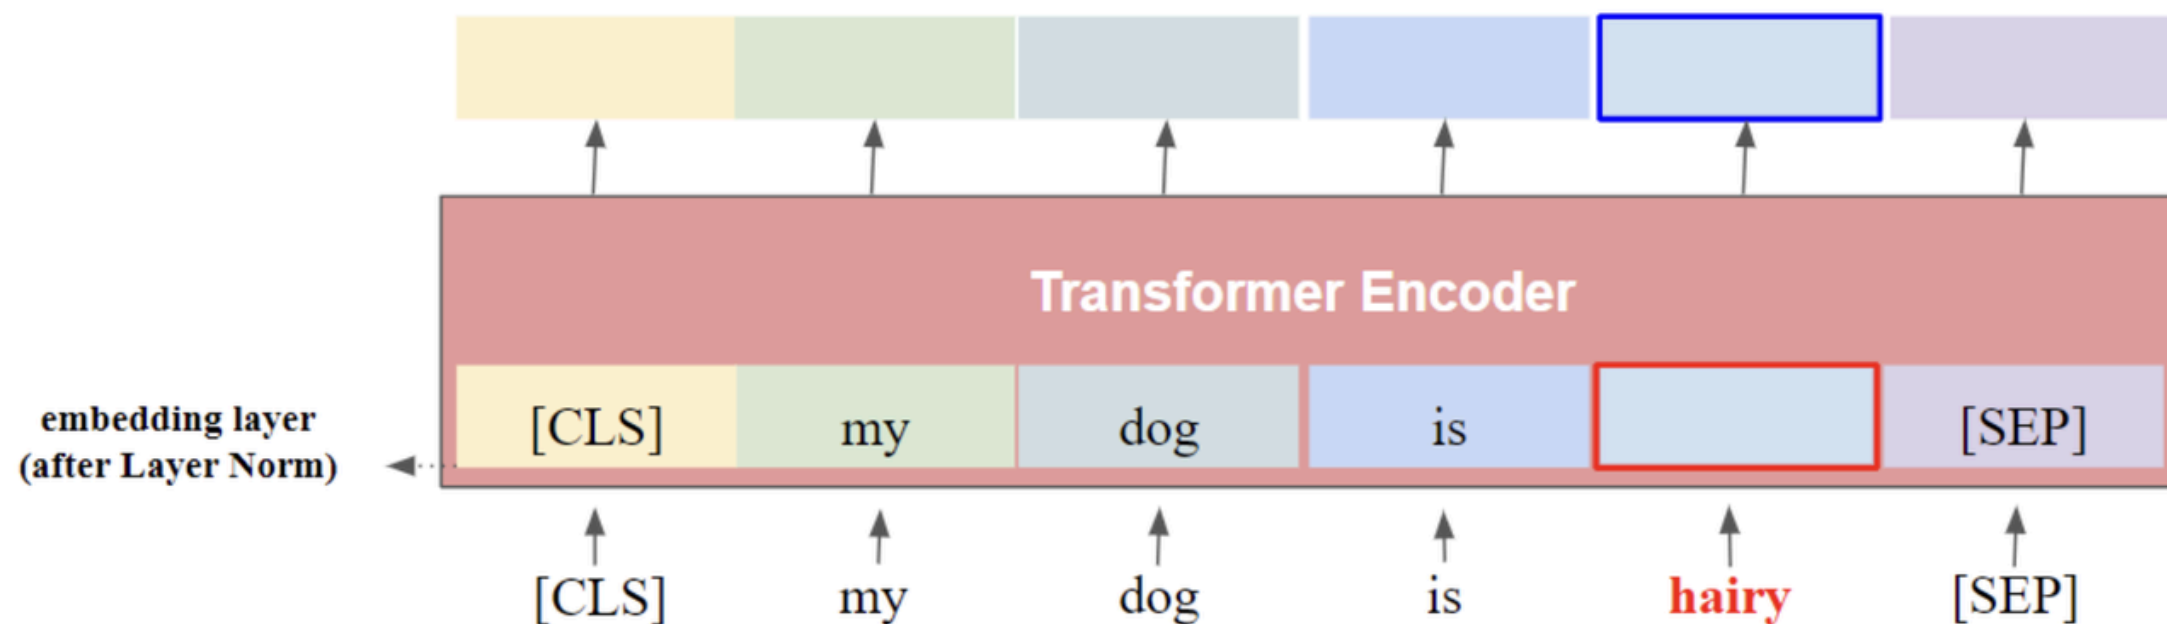 Transformer Encoder
embedding layer
(after Layer Norm)
[CLS] my dog is [SEP]
[CLS] my dog is hairy [SEP]